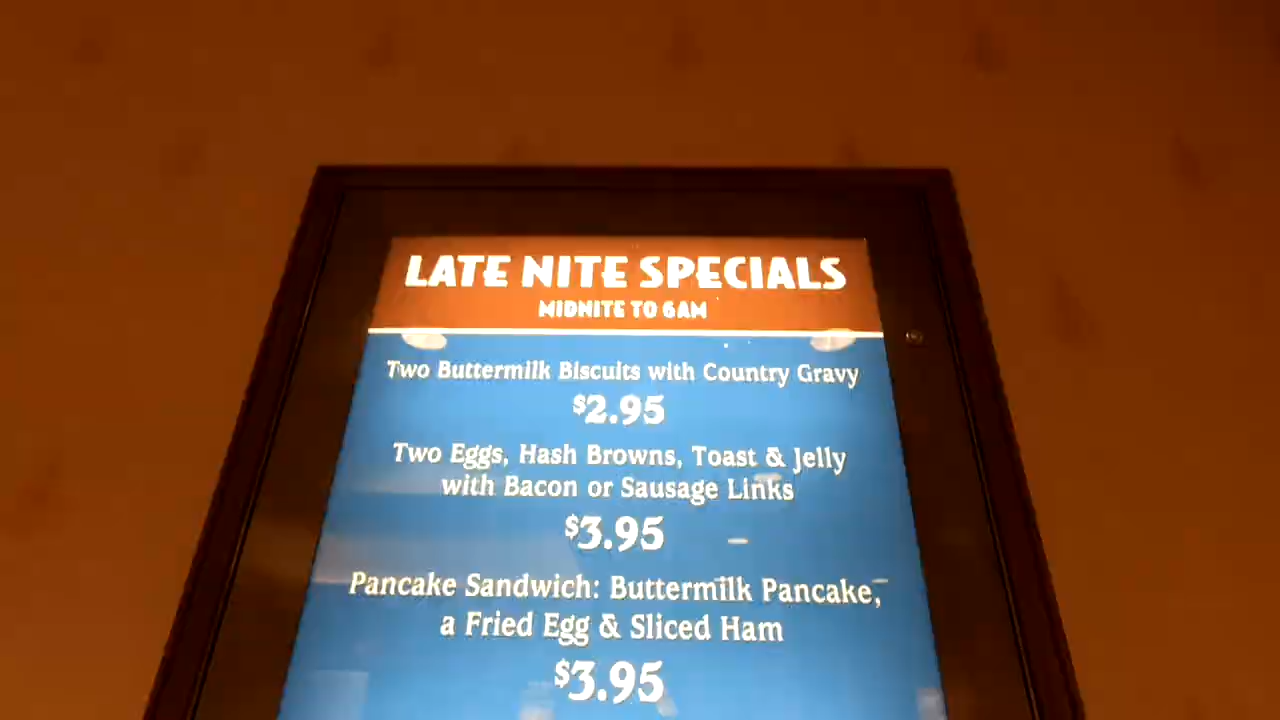 LATE NITE SPECIALS
MIDNITE TO 6AM
Two Buttermilk Biscuits with Country Gravy
$2.95
Two Eggs, Hash Browns, Toast & Jelly
with Bacon or Sausage Links
$3.95
Pancake Sandwich: Buttermilk Pancake,
a Fried Egg & Sliced Ham
$3.95